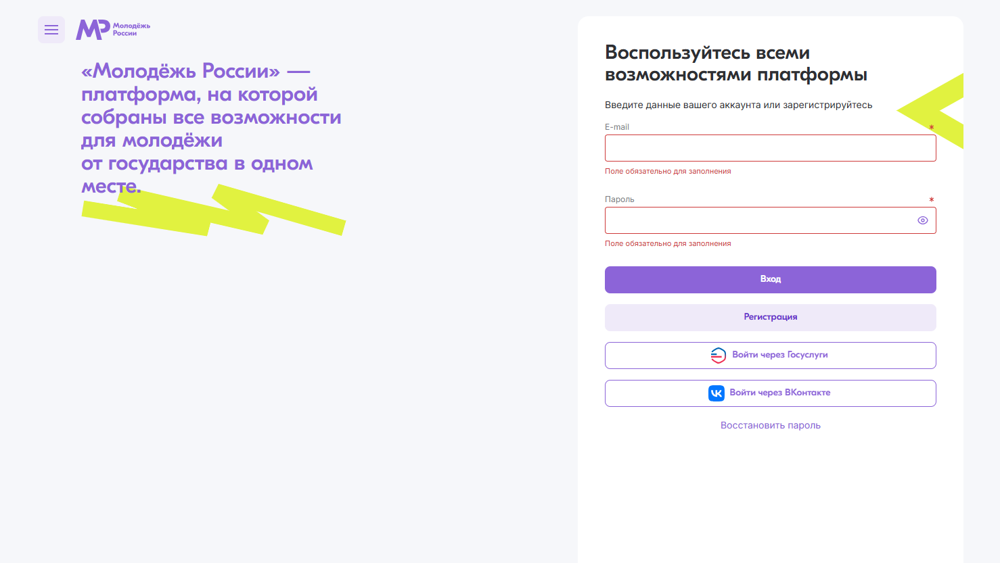 МР Молодёжь
России
«Молодёжь России» —
платформа, на которой
собраны все возможности
для молодёжи
от государства в одном
месте.
Воспользуйтесь всеми
возможностями платформы
Введите данные вашего аккаунта или зарегистрируйтесь
E-mail *
Поле обязательно для заполнения
Пароль *
Поле обязательно для заполнения
Вход
Регистрация
Войти через Госуслуги
Войти через ВКонтакте
Восстановить пароль